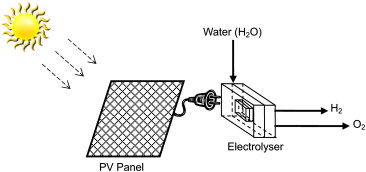 Water (H₂O)
H₂
O₂
Electrolyser
PV Panel